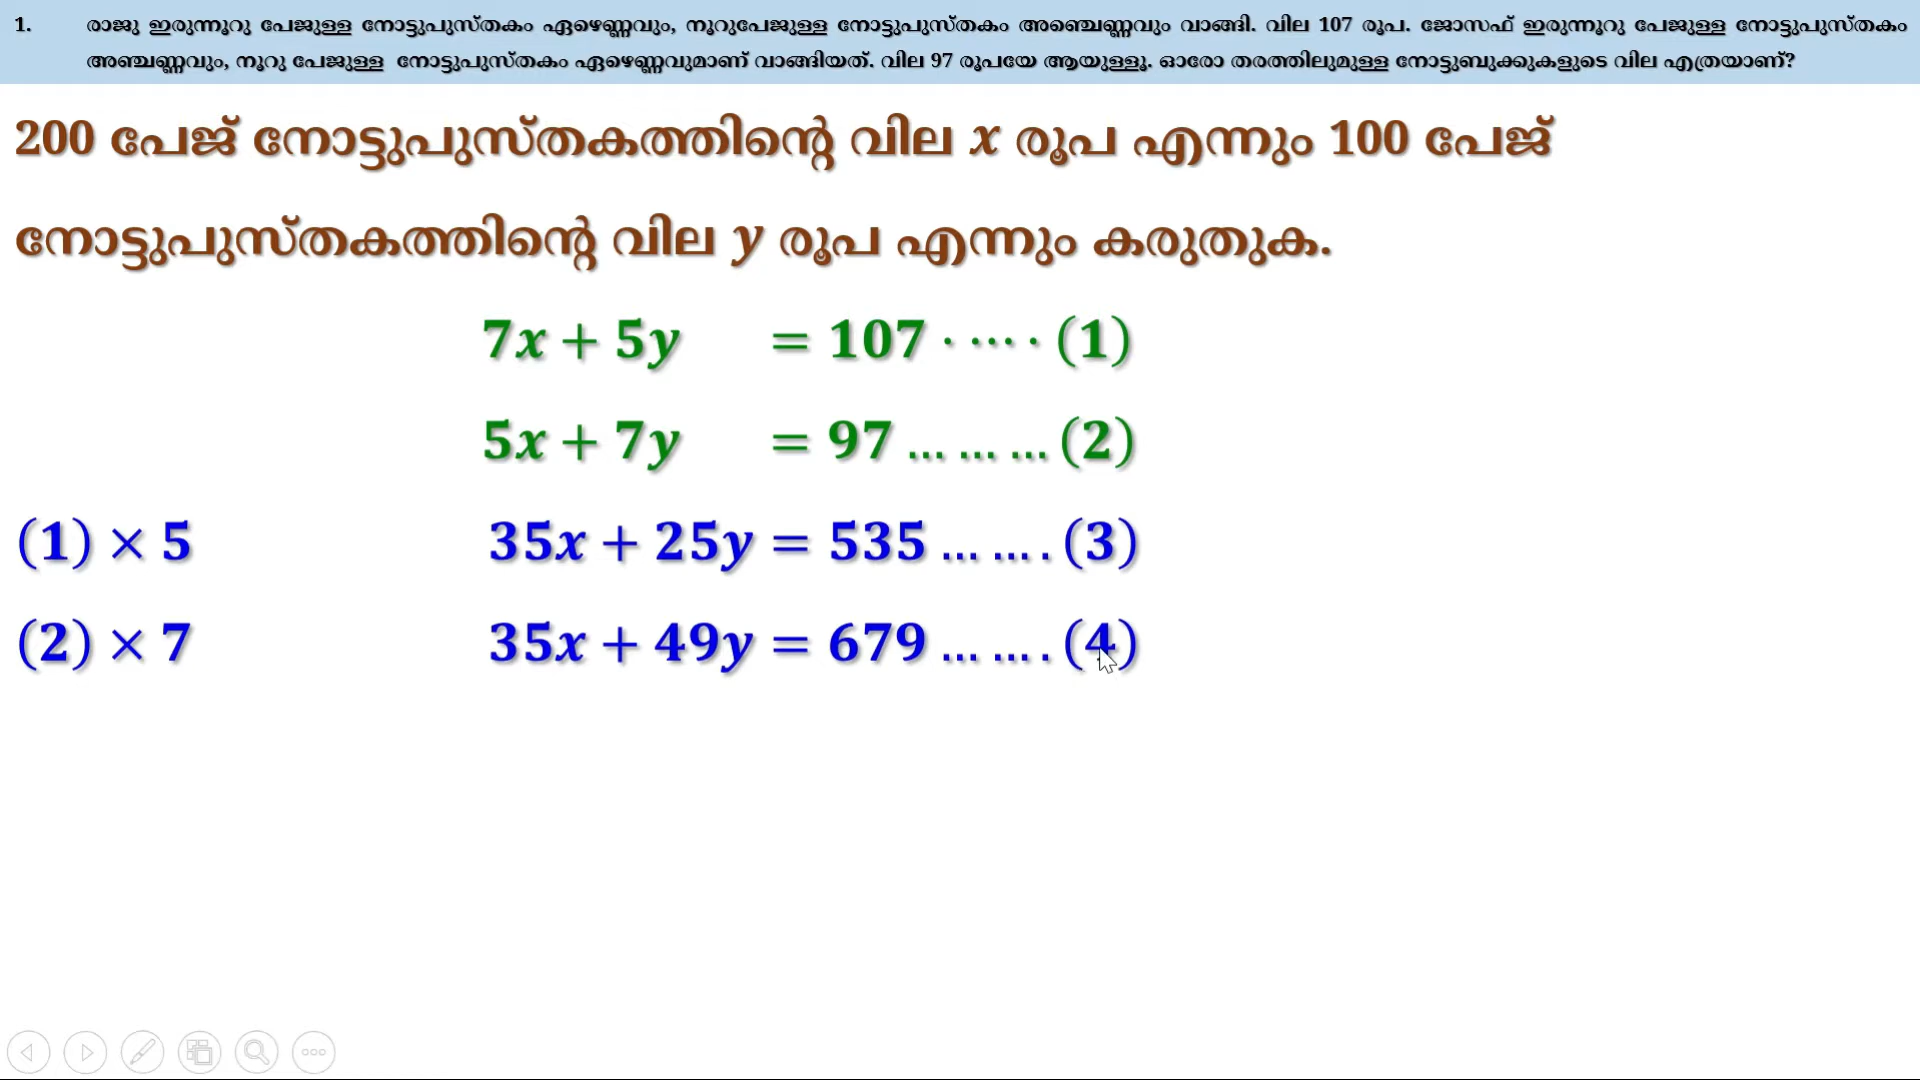 1. രാജു ഇരുന്നൂറു പേജുള്ള നോട്ടുപുസ്തകം ഏഴെണ്ണവും, നൂറുപേജുള്ള നോട്ടുപുസ്തകം അഞ്ചെണ്ണവും വാങ്ങി. വില 107 രൂപ. ജോസഫ് ഇരുന്നൂറു പേജുള്ള നോട്ടുപുസ്തകം
അഞ്ചണ്ണവും, നൂറു പേജുള്ള നോട്ടുപുസ്തകം ഏഴെണ്ണവുമാണ് വാങ്ങിയത്. വില 97 രൂപയേ ആയുള്ളൂ. ഓരോ തരത്തിലുമുള്ള നോട്ടുബുക്കുകളുടെ വില എത്രയാണ്?
200 പേജ് നോട്ടുപുസ്തകത്തിന്റെ വില x രൂപ എന്നും 100 പേജ്
നോട്ടുപുസ്തകത്തിന്റെ വില y രൂപ എന്നും കരുതുക.
7x + 5y = 107 · ··· · (1)
5x + 7y = 97 ... ... ... (2)
(1) × 5 35x + 25y = 535 ... ... . (3)
(2) × 7 35x + 49y = 679 ... ... . (4)